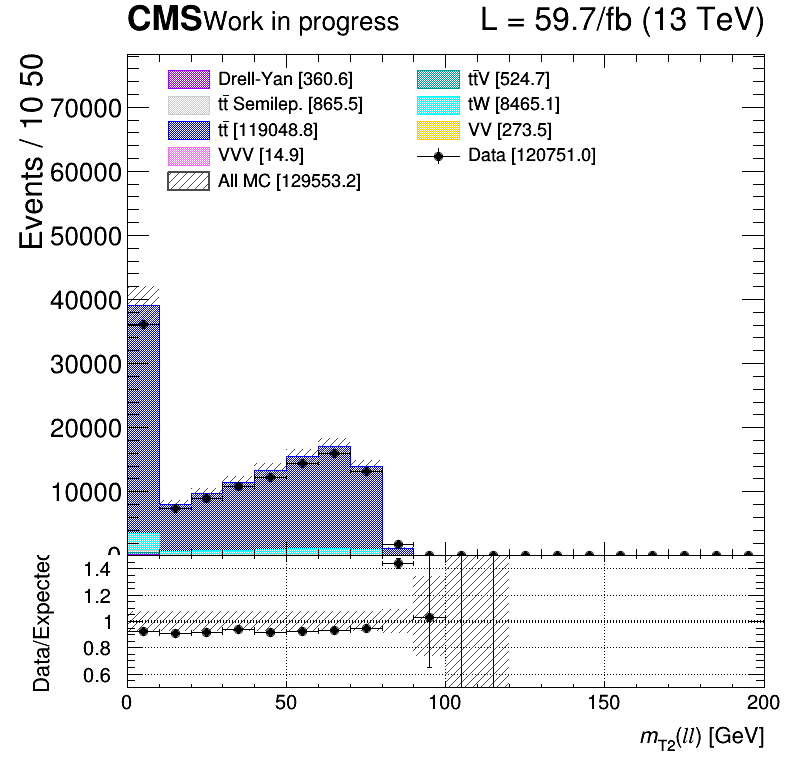 CMS Work in progress L = 59.7/fb (13 TeV)
Events / 10 50
70000
60000
50000
40000
30000
20000
10000
0
Drell-Yan [360.6]
tt̄ Semilep. [865.5]
tt̄ [119048.8]
VVV [14.9]
All MC [129553.2]
tt̄V [524.7]
tW [8465.1]
VV [273.5]
Data [120751.0]
Data/Expected
1.4
1.2
1
0.8
0.6
0 50 100 150 200
mT2(ll) [GeV]